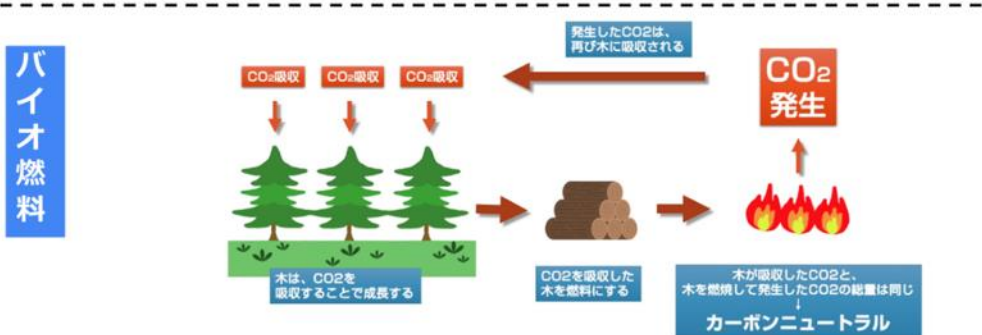 バイオ燃料
発生したCO2は、
再び木に吸収される
CO₂吸収
CO₂吸収
CO₂吸収
CO₂
発生
木は、CO2を
吸収することで成長する
CO2を吸収した
木を燃料にする
木が吸収したCO2と、
木を燃焼して発生したCO2の総量は同じ
↓
カーボンニュートラル